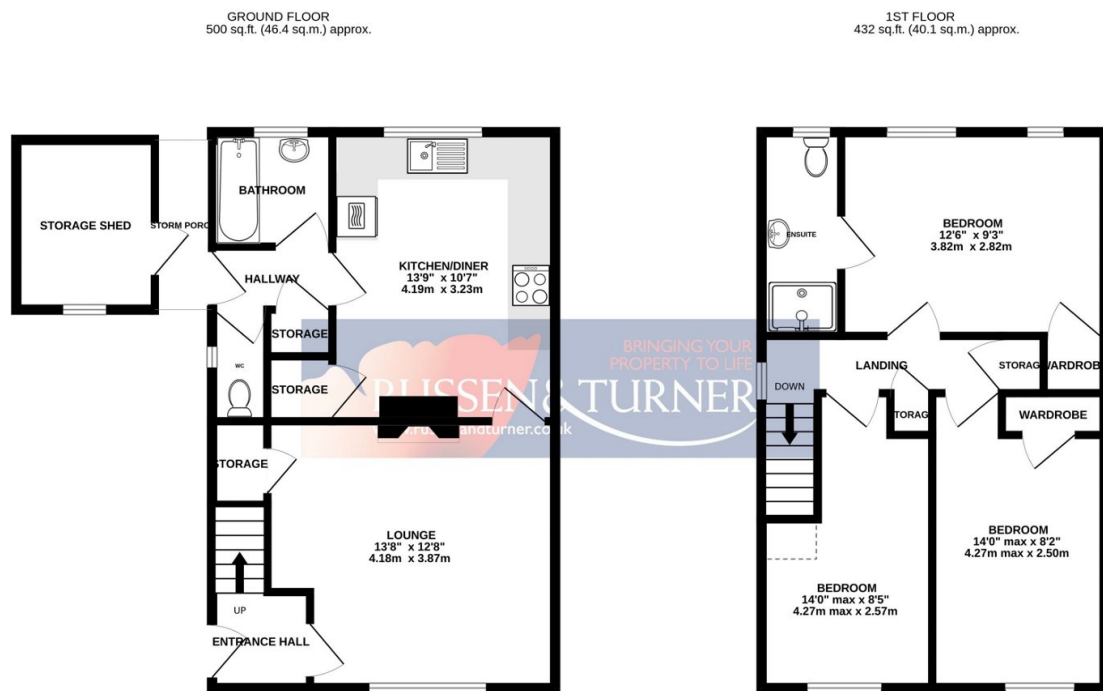 GROUND FLOOR
500 sq.ft. (46.4 sq.m.) approx.
1ST FLOOR
432 sq.ft. (40.1 sq.m.) approx.
BATHROOM
STORAGE SHED
STORM PORC
KITCHEN/DINER
13'9" x 10'7"
4.19m x 3.23m
HALLWAY
STORAGE
WC
STORAGE
STORAGE
LOUNGE
13'8" x 12'8"
4.18m x 3.87m
UP
ENTRANCE HALL
BEDROOM
12'6" x 9'3"
3.82m x 2.82m
ENSUITE
LANDING
STORAG
WARDROB
DOWN
TORAG
WARDROBE
BEDROOM
14'0" max x 8'2"
4.27m max x 2.50m
BEDROOM
14'0" max x 8'5"
4.27m max x 2.57m
BRINGING YOUR
PROPERTY TO LIFE
RUSSEN & TURNER